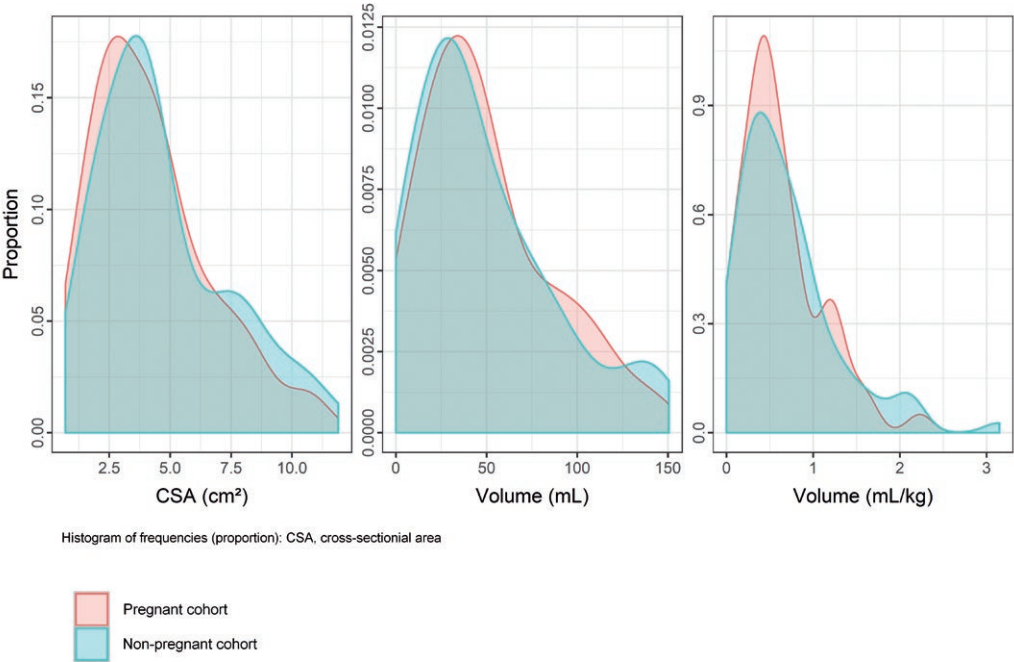 Proportion
0.15
0.10
0.05
0.00
2.5 5.0 7.5 10.0
CSA (cm²)
0.0125
0.0100
0.0075
0.0050
0.0025
0.0000
0 50 100 150
Volume (mL)
0.9
0.6
0.3
0.0
0 1 2 3
Volume (mL/kg)
Histogram of frequencies (proportion): CSA, cross-sectionial area
Pregnant cohort
Non-pregnant cohort